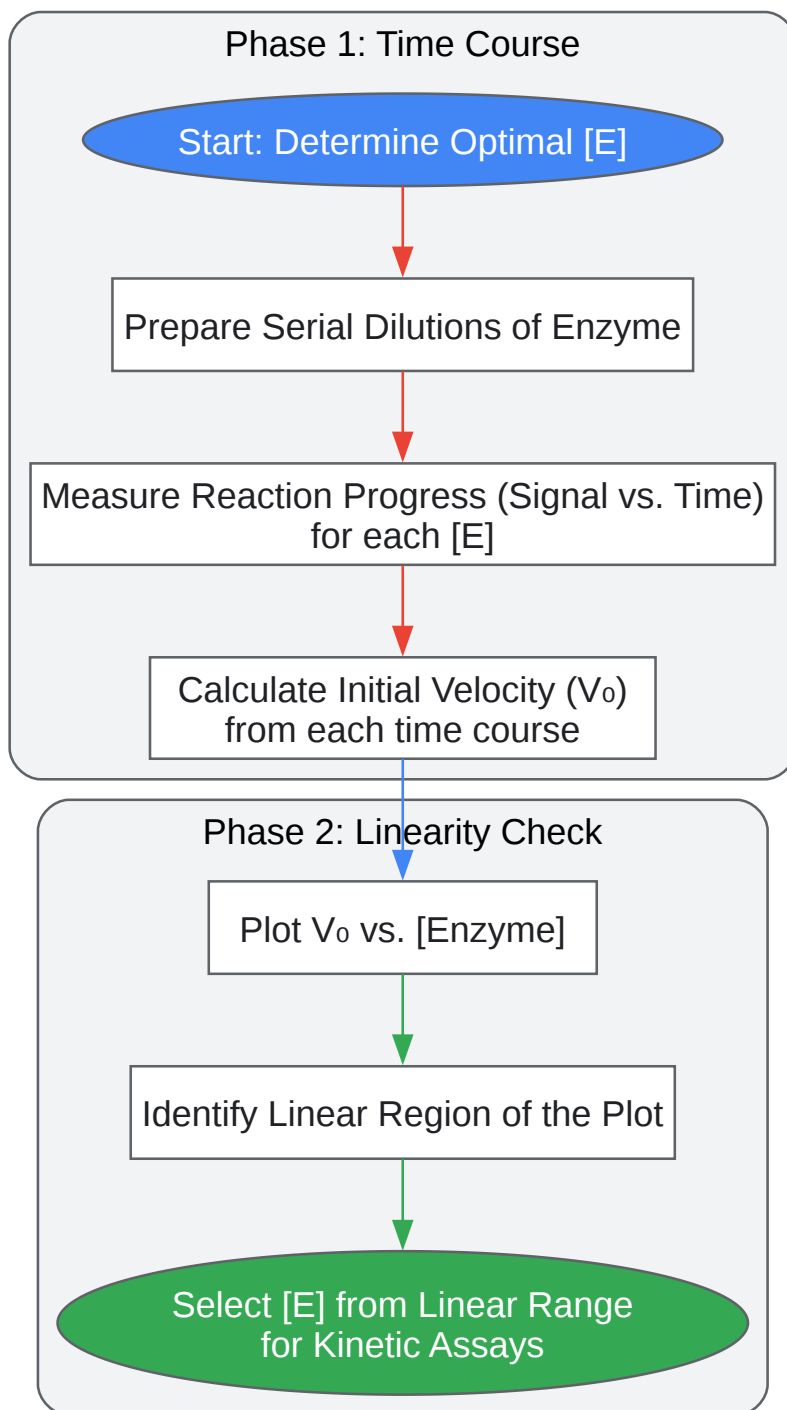 Phase 1: Time Course
Start: Determine Optimal [E]
Prepare Serial Dilutions of Enzyme
Measure Reaction Progress (Signal vs. Time)
for each [E]
Calculate Initial Velocity (V₀)
from each time course
Phase 2: Linearity Check
Plot V₀ vs. [Enzyme]
Identify Linear Region of the Plot
Select [E] from Linear Range
for Kinetic Assays